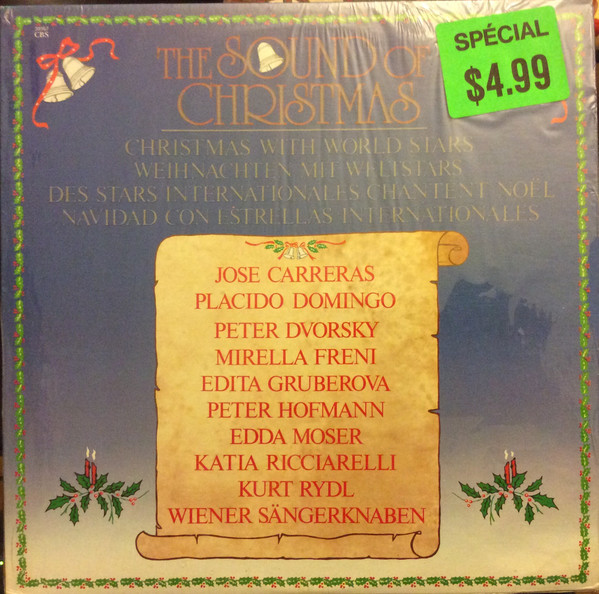 CBS
THE SOUND OF
CHRISTMAS
SPÉCIAL
$4.99
CHRISTMAS WITH WORLD STARS
WEIHNACHTEN MIT WELTSTARS
DES STARS INTERNATIONALES CHANTENT NOËL
NAVIDAD CON ESTRELLAS INTERNATIONALES
JOSE CARRERAS
PLACIDO DOMINGO
PETER DVORSKY
MIRELLA FRENI
EDITA GRUBEROVA
PETER HOFMANN
EDDA MOSER
KATIA RICCIARELLI
KURT RYDL
WIENER SÄNGERKNABEN